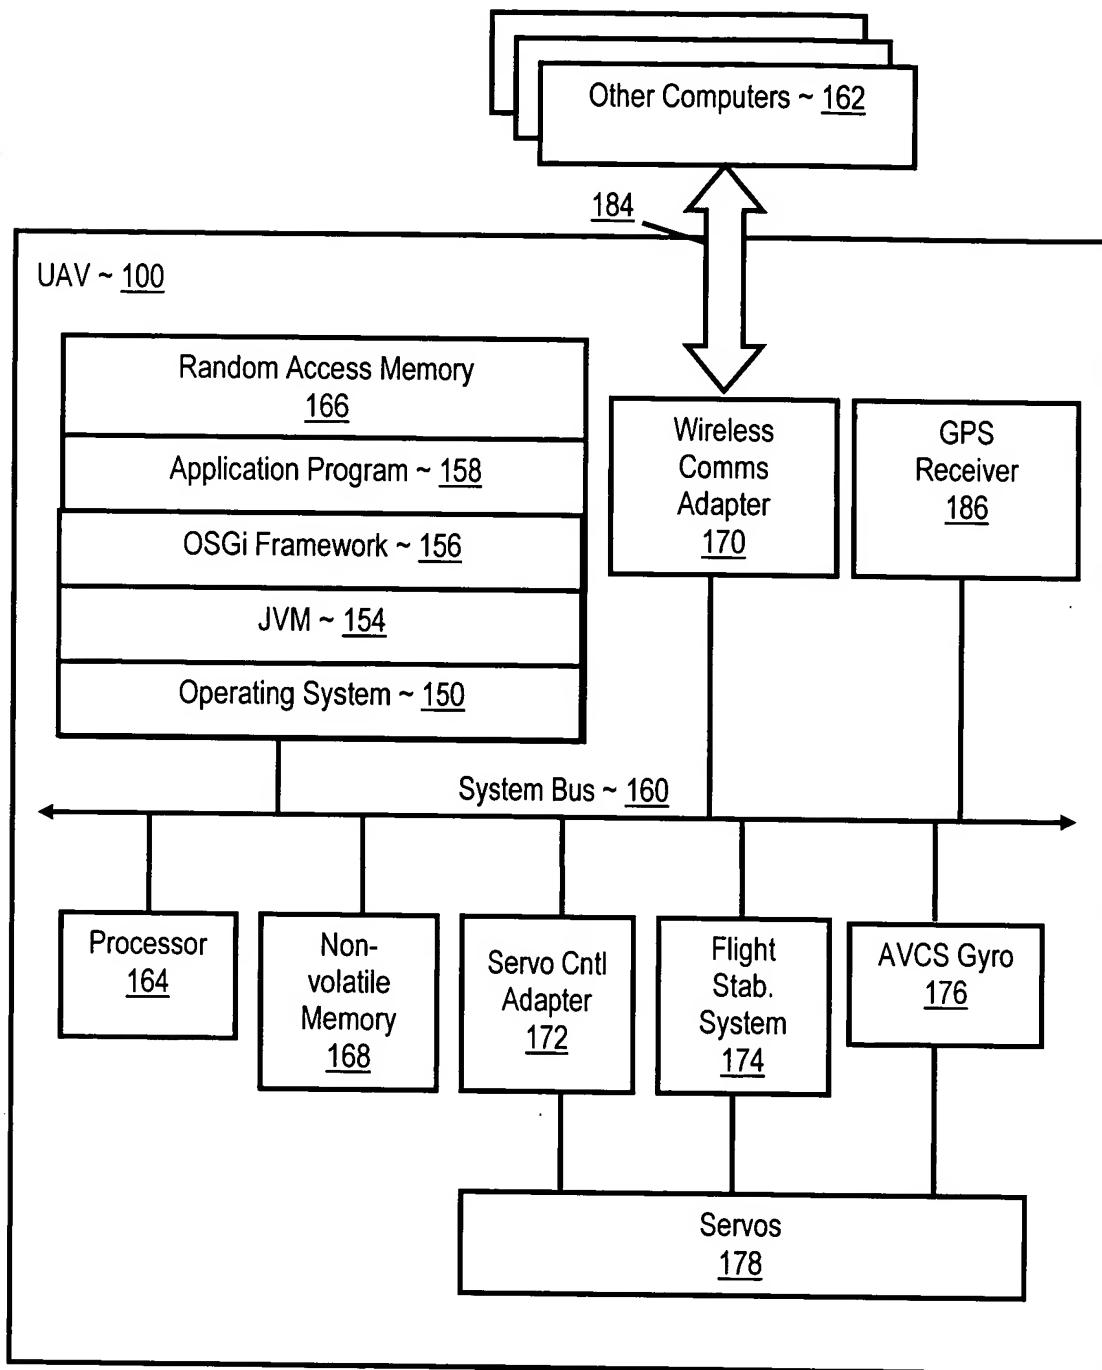 Other Computers ~ 162
184
UAV ~ 100
Random Access Memory
166
Application Program ~ 158
OSGi Framework ~ 156
JVM ~ 154
Operating System ~ 150
Wireless
Comms
Adapter
170
GPS
Receiver
186
System Bus ~ 160
Processor
164
Non-
volatile
Memory
168
Servo Cntl
Adapter
172
Flight
Stab.
System
174
AVCS Gyro
176
Servos
178